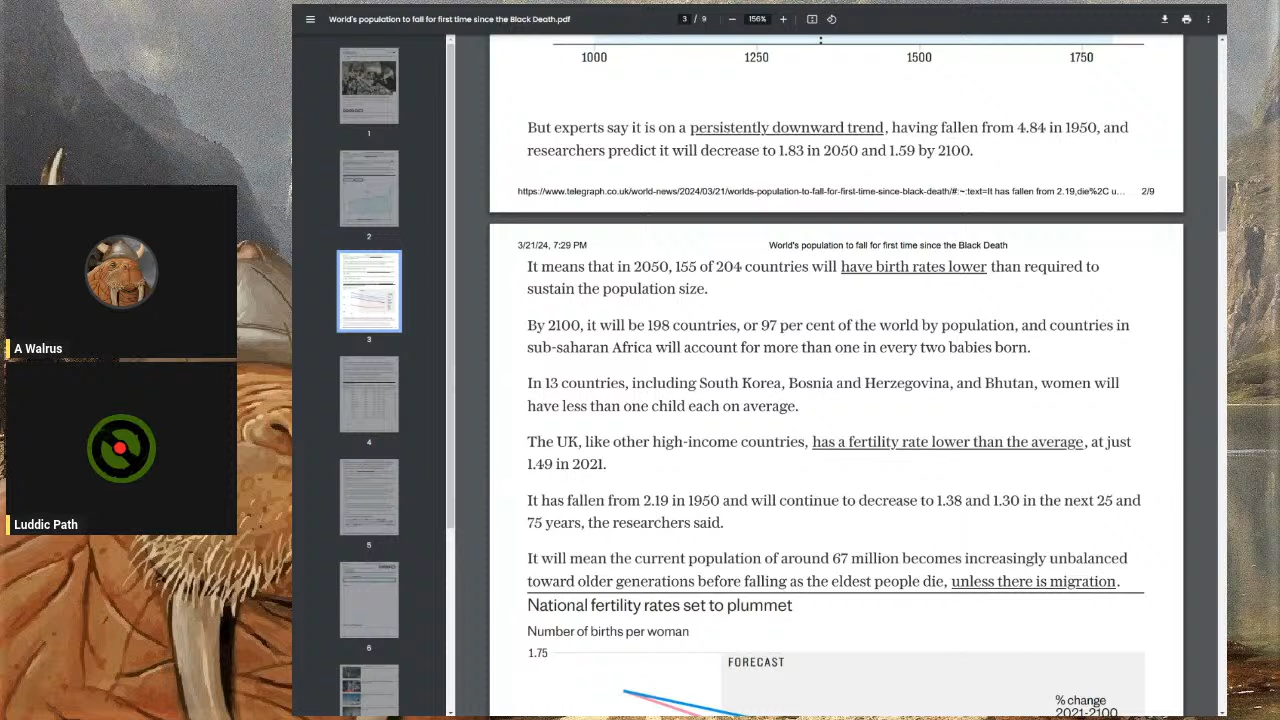 World's population to fall for first time since the Black Death.pdf
3 / 9
156%
1
2
3
4
5
6
A Walrus
Luddic Path
1000 1250 1500 1750
But experts say it is on a persistently downward trend, having fallen from 4.84 in 1950, and
researchers predict it will decrease to 1.83 in 2050 and 1.59 by 2100.
https://www.telegraph.co.uk/world-news/2024/03/21/worlds-population-to-fall-for-first-time-since-black-death/#:~:text=It has fallen from 2.19,die%2C u... 2/9
3/21/24, 7:29 PM World's population to fall for first time since the Black Death
It means that in 2050, 155 of 204 countries will have birth rates lower than required to
sustain the population size.
By 2100, it will be 198 countries, or 97 per cent of the world by population, and countries in
sub-saharan Africa will account for more than one in every two babies born.
In 13 countries, including South Korea, Bosnia and Herzegovina, and Bhutan, women will
have less than one child each on average.
The UK, like other high-income countries, has a fertility rate lower than the average, at just
1.49 in 2021.
It has fallen from 2.19 in 1950 and will continue to decrease to 1.38 and 1.30 in the next 25 and
75 years, the researchers said.
It will mean the current population of around 67 million becomes increasingly unbalanced
toward older generations before falling as the eldest people die, unless there is migration.
National fertility rates set to plummet
Number of births per woman
1.75
FORECAST
% change
2021-2100